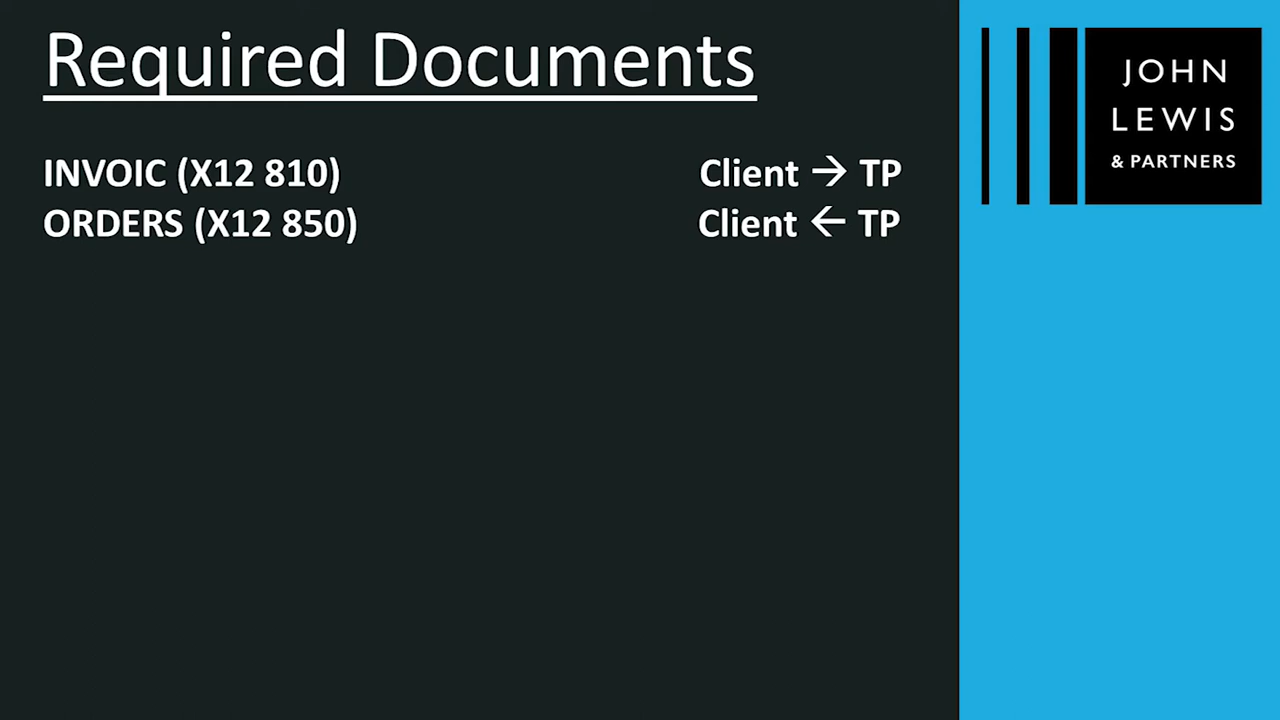 Required Documents
INVOIC (X12 810) Client → TP
ORDERS (X12 850) Client ← TP
JOHN
LEWIS
& PARTNERS